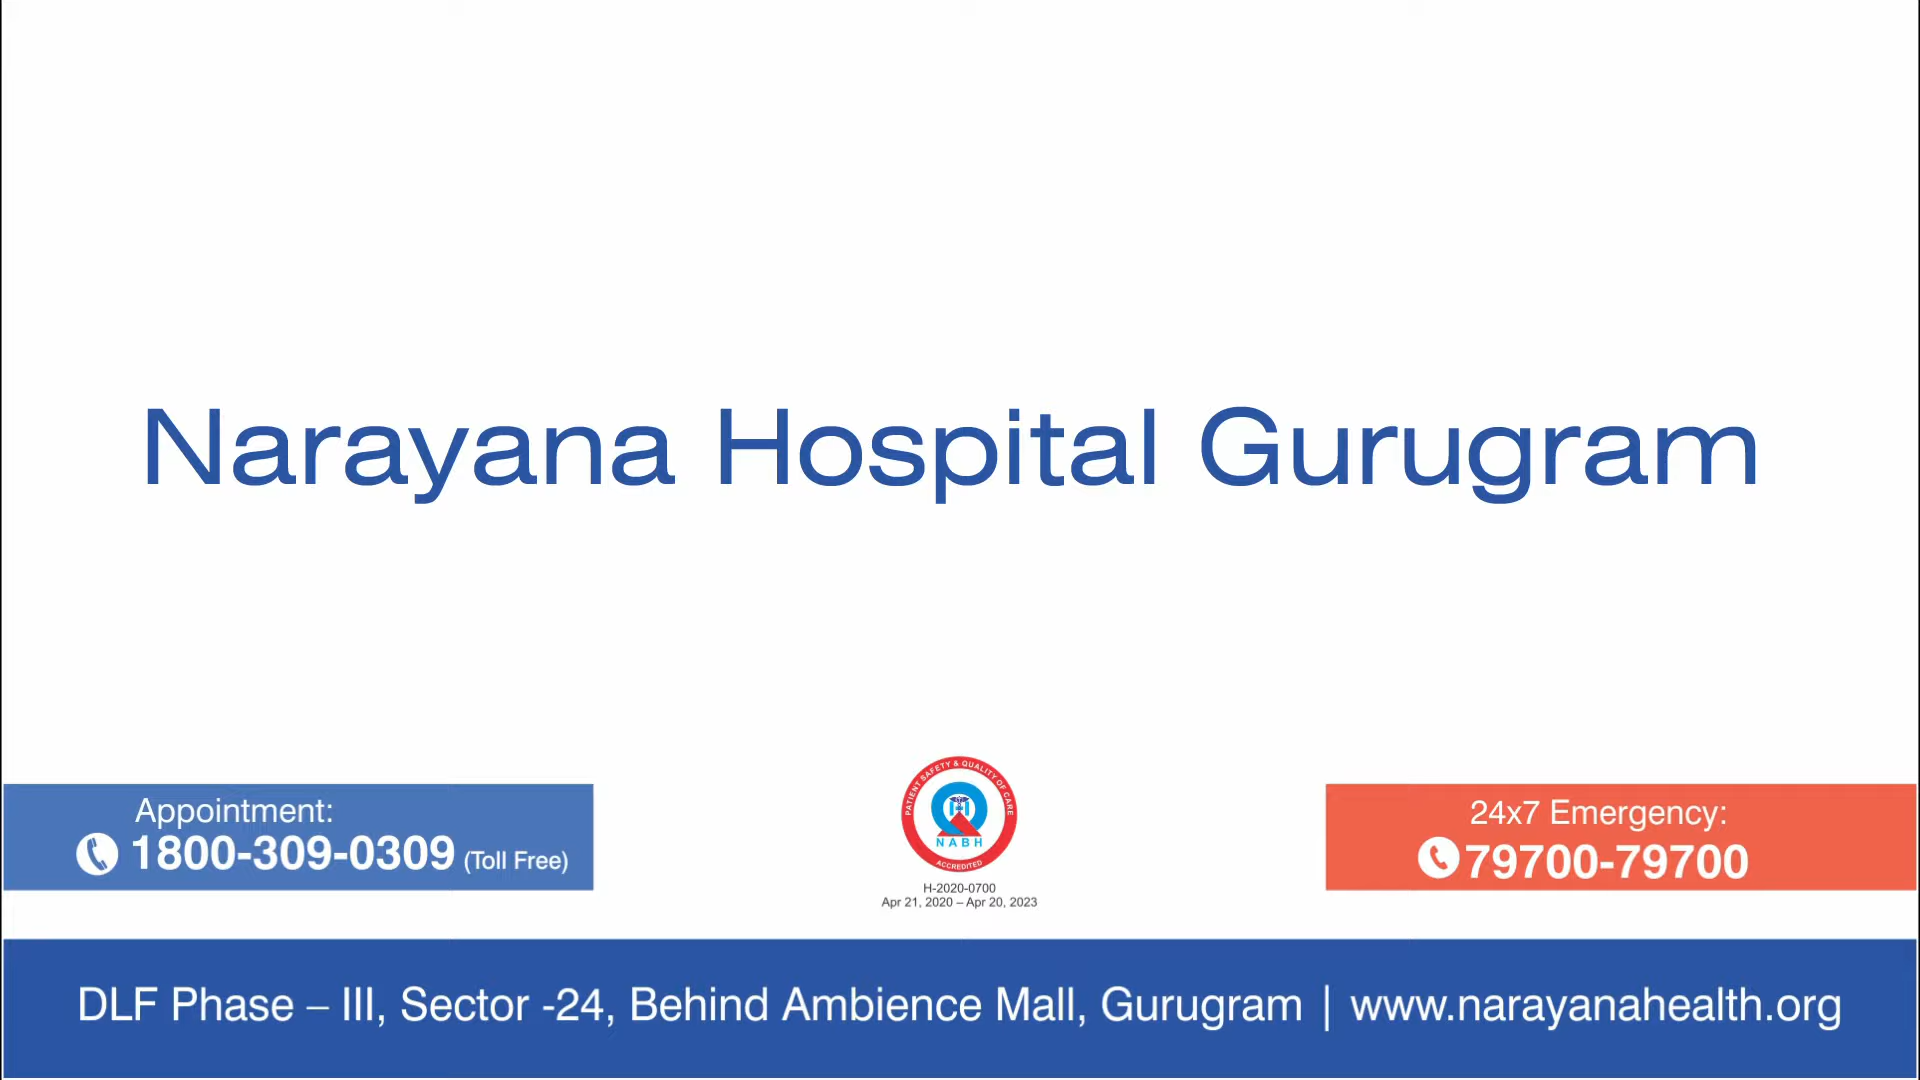 Narayana Hospital Gurugram
Appointment:
1800-309-0309 (Toll Free)
PATIENT SAFETY & QUALITY OF CARE
H
NABH
ACCREDITED
H-2020-0700
Apr 21, 2020 – Apr 20, 2023
24x7 Emergency:
79700-79700
DLF Phase – III, Sector -24, Behind Ambience Mall, Gurugram | www.narayanahealth.org